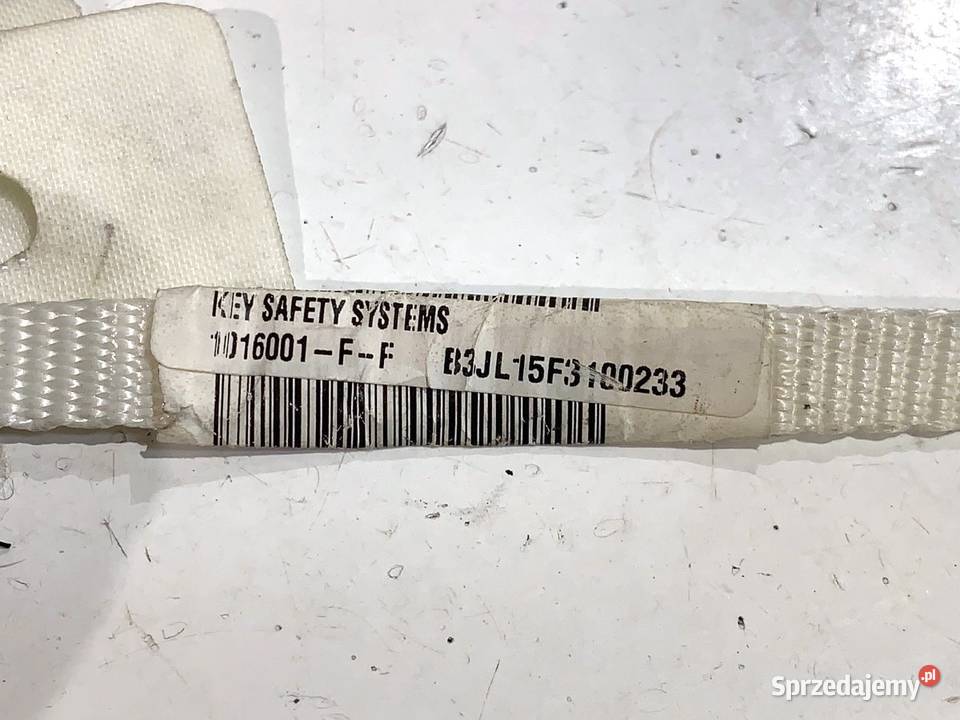 KEY SAFETY SYSTEMS
1016001-F-F B3JL15F3100233
Sprzedajemy.pl